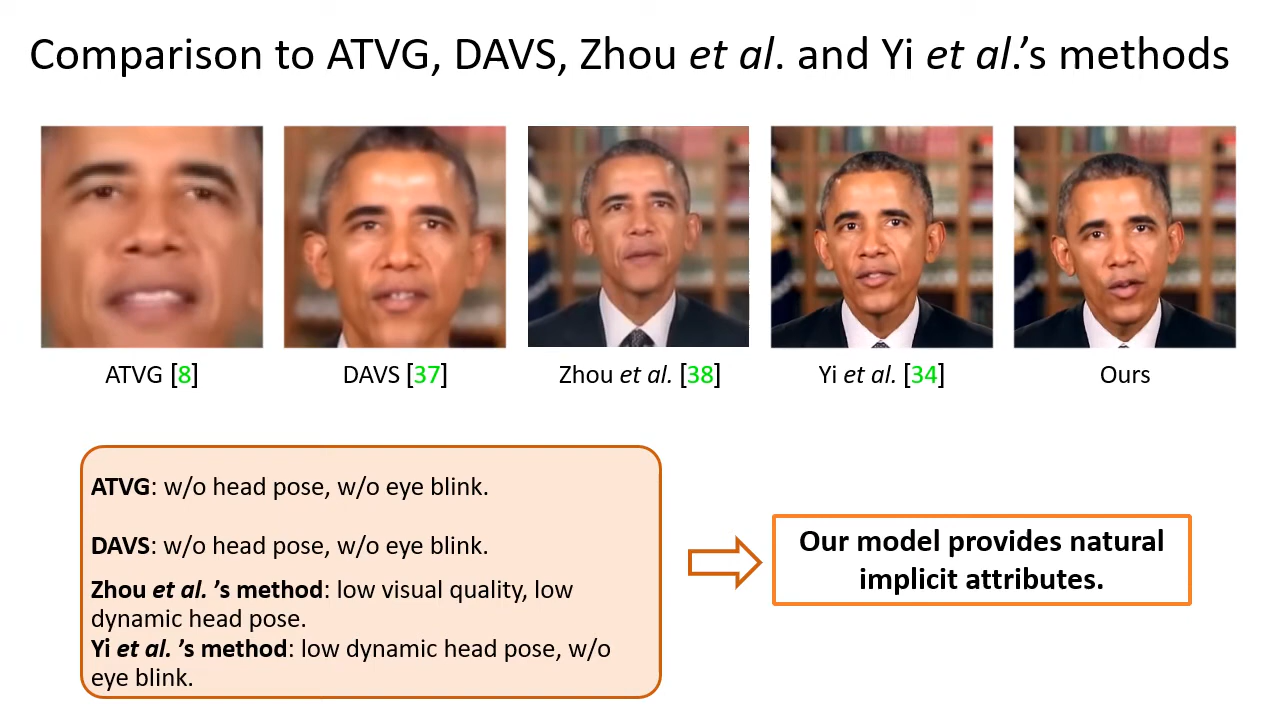 Comparison to ATVG, DAVS, Zhou et al. and Yi et al.’s methods
ATVG [8]
DAVS [37]
Zhou et al. [38]
Yi et al. [34]
Ours
ATVG: w/o head pose, w/o eye blink.
DAVS: w/o head pose, w/o eye blink.
Zhou et al. ’s method: low visual quality, low
dynamic head pose.
Yi et al. ’s method: low dynamic head pose, w/o
eye blink.
Our model provides natural
implicit attributes.